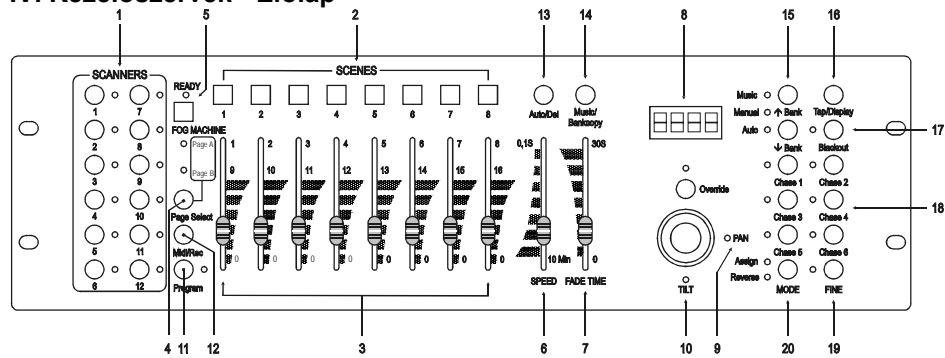 IV. Kezelőszervek - Előlap
1 5 2 13 14 8 15 16
SCANNERS
READY
SCENES
1 7
2 8
3 9
4 10
5 11
6 12
FOG MACHINE
Page A
Page B
Page Select
Midi/Rec
Program
1 2 3 4 5 6 7 8
Auto/Del
Music/
Bankcopy
1 2 3 4 5 6 7 8
9 10 11 12 13 14 15 16
0 0 0 0 0 0 0 0
0,1S
30S
10 Min
0
SPEED
FADE TIME
Override
PAN
TILT
Music
Manual
Auto
↑ Bank
Tap/Display
↓ Bank
Blackout
Chase 1
Chase 2
Chase 3
Chase 4
Chase 5
Chase 6
Assign
Reverse
MODE
FINE
17
18
4 11 12 3 6 7 10 9 20 19